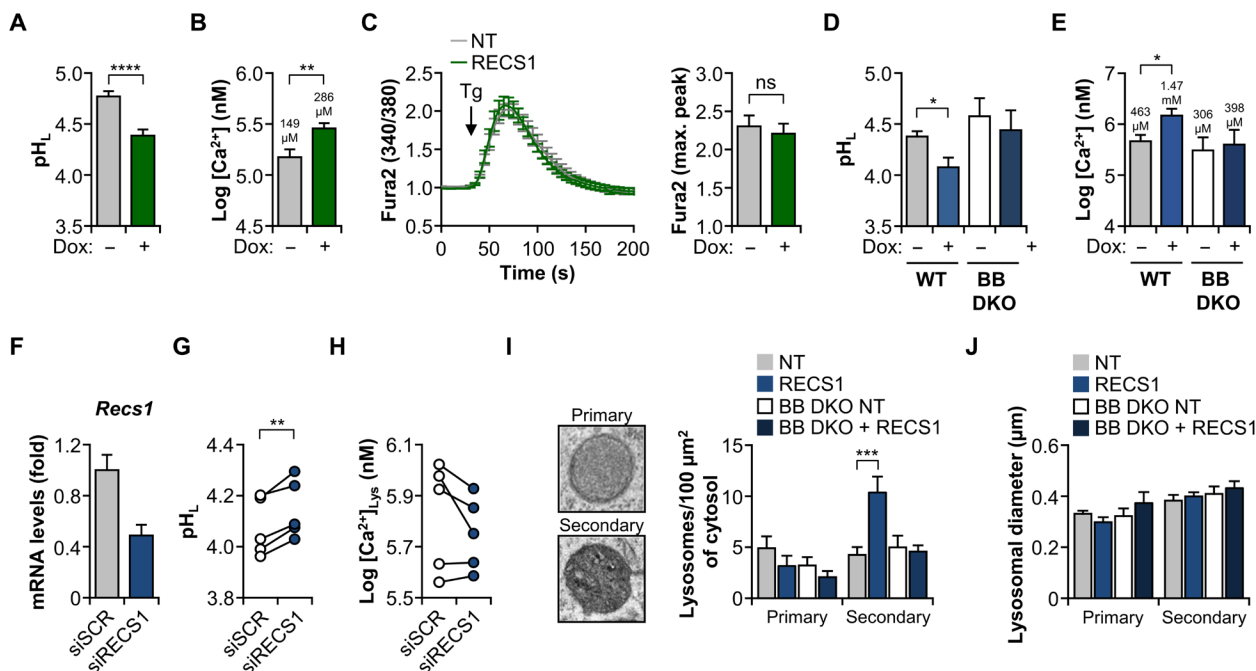 A
pH_L
5.0
4.5
4.0
3.5
****
Dox: – +
B
Log [Ca²⁺] (nM)
6.0
5.5
5.0
4.5
**
149 µM
286 µM
Dox: – +
C
NT
RECS1
Fura2 (340/380)
2.5
2.0
1.5
1.0
0.5
Tg
0 50 100 150 200
Time (s)
Fura2 (max. peak)
3.0
2.5
2.0
1.5
1.0
ns
Dox: – +
D
pH_L
5.0
4.5
4.0
3.5
*
Dox: – + – +
WT
BB
DKO
E
Log [Ca²⁺] (nM)
7
6
5
4
*
463 µM
1.47 mM
306 µM
398 µM
Dox: – + – +
WT
BB
DKO
F
Recs1
mRNA levels (fold)
1.2
0.8
0.4
0
siSCR
siRECS1
G
pH_L
4.4
4.2
4.0
3.8
**
siSCR
siRECS1
H
Log [Ca²⁺]_Lys (nM)
6.1
5.9
5.7
5.5
siSCR
siRECS1
I
Primary
Secondary
NT
RECS1
BB DKO NT
BB DKO + RECS1
Lysosomes/100 µm²
of cytosol
15
10
5
0
***
Primary Secondary
J
NT
RECS1
BB DKO NT
BB DKO + RECS1
Lysosomal diameter (µm)
0.6
0.4
0.2
0
Primary Secondary